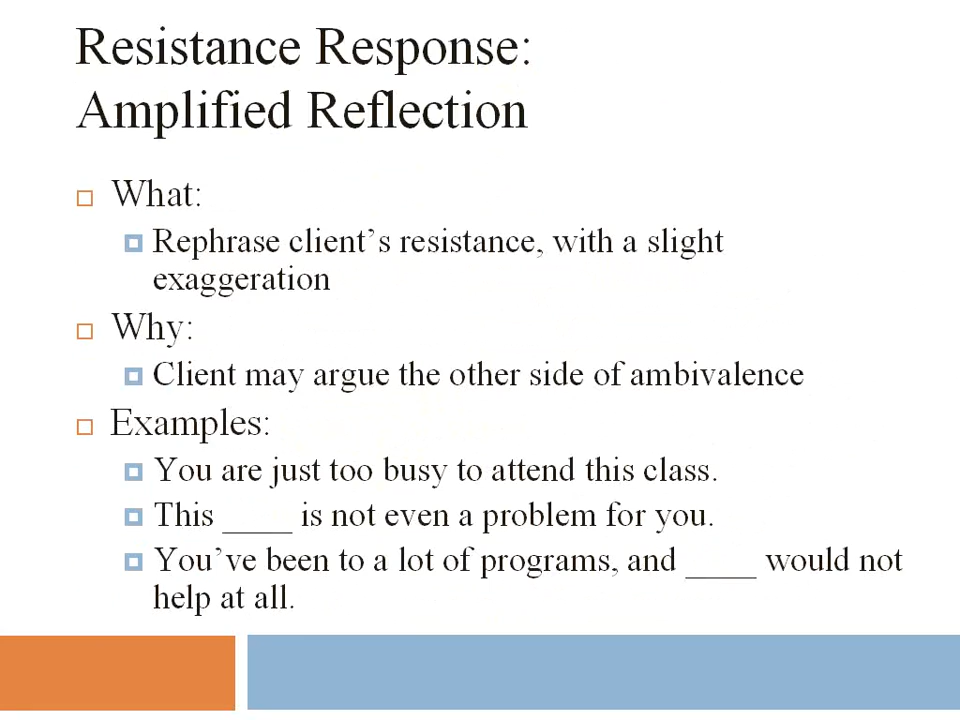 Resistance Response:
Amplified Reflection
What:
Rephrase client's resistance, with a slight
exaggeration
Why:
Client may argue the other side of ambivalence
Examples:
You are just too busy to attend this class.
This ____ is not even a problem for you.
You've been to a lot of programs, and ____ would not
help at all.